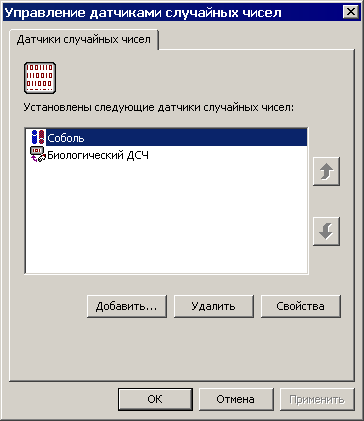 Управление датчиками случайных чисел
Датчики случайных чисел
Установлены следующие датчики случайных чисел:
Соболь
Биологический ДСЧ
Добавить... Удалить Свойства
OK Отмена Применить